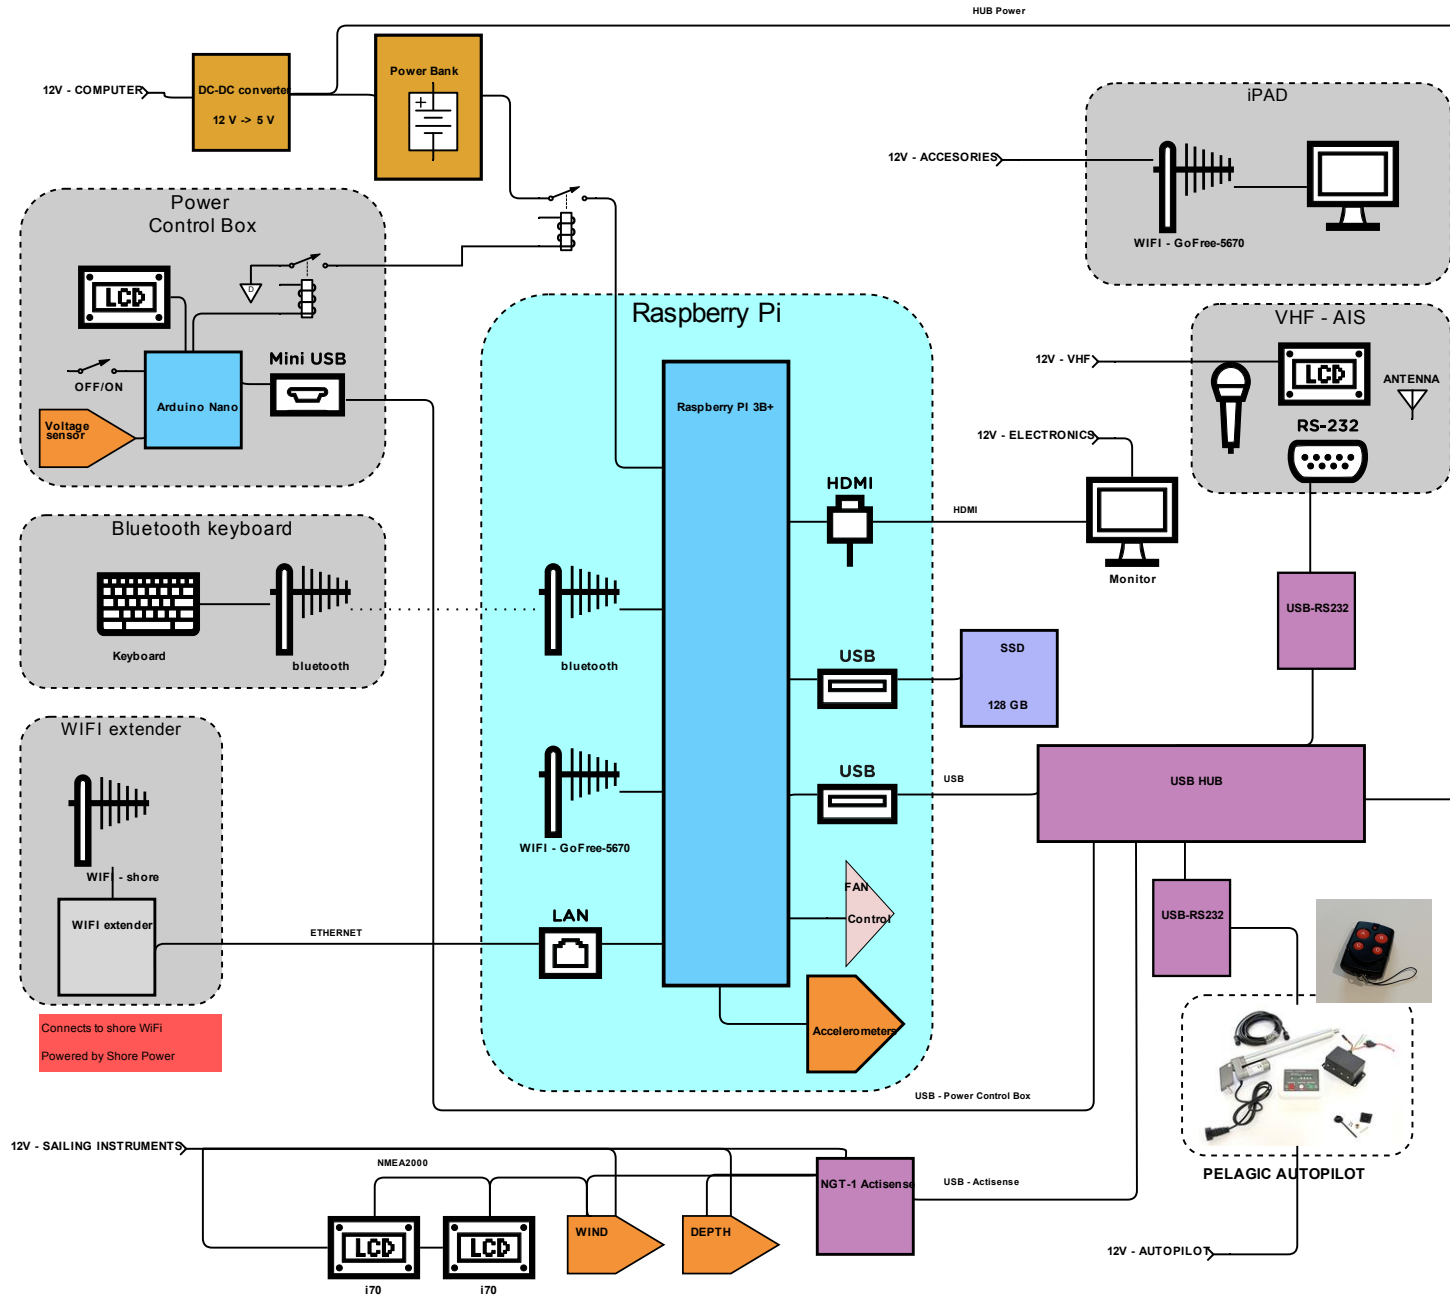 HUB Power
12V - COMPUTER
DC-DC converter
12 V -> 5 V
Power Bank
+
iPAD
12V - ACCESORIES
WIFI - GoFree-5670
Power
Control Box
LCD
D
OFF/ON
Arduino Nano
Mini USB
Voltage
sensor
Raspberry Pi
Raspberry PI 3B+
VHF - AIS
12V - VHF
LCD
ANTENNA
RS-232
12V - ELECTRONICS
HDMI
HDMI
Monitor
Bluetooth keyboard
Keyboard
bluetooth
bluetooth
USB
SSD
128 GB
USB-RS232
WIFI extender
WIFI - shore
WIFI extender
ETHERNET
WIFI - GoFree-5670
LAN
USB
USB
USB HUB
FAN
Control
Accelerometers
USB-RS232
Connects to shore WiFi
Powered by Shore Power
USB - Power Control Box
12V - SAILING INSTRUMENTS
NMEA2000
NGT-1 Actisense
USB - Actisense
PELAGIC AUTOPILOT
LCD
i70
LCD
i70
WIND
DEPTH
12V - AUTOPILOT